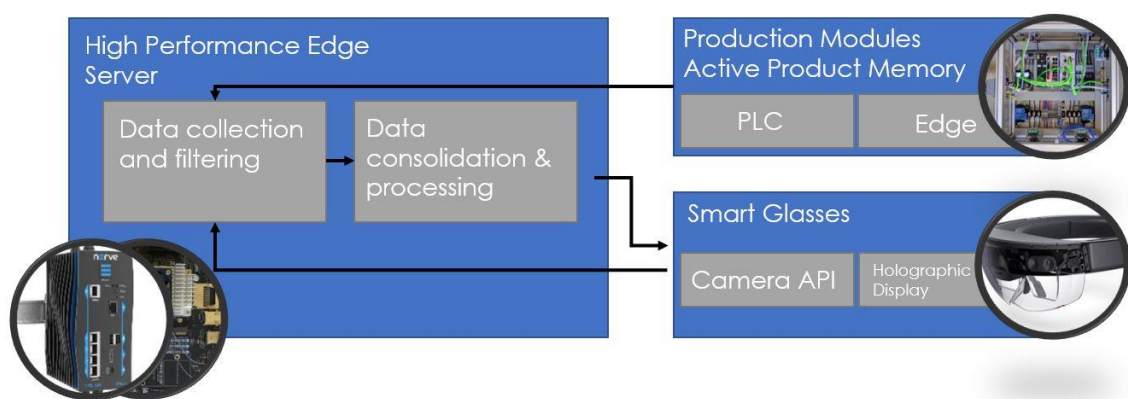 High Performance Edge
Server
Data collection
and filtering
Data
consolidation &
processing
Production Modules
Active Product Memory
PLC
Edge
Smart Glasses
Camera API
Holographic
Display
nerve